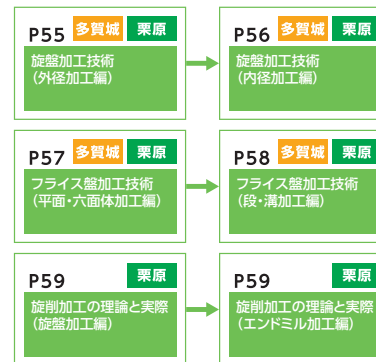 P55 多賀城 栗原
旋盤加工技術
(外径加工編)
P56 多賀城 栗原
旋盤加工技術
(内径加工編)
P57 多賀城 栗原
フライス盤加工技術
(平面・六面体加工編)
P58 多賀城 栗原
フライス盤加工技術
(段・溝加工編)
P59 栗原
旋削加工の理論と実際
(旋盤加工編)
P59 栗原
旋削加工の理論と実際
(エンドミル加工編)